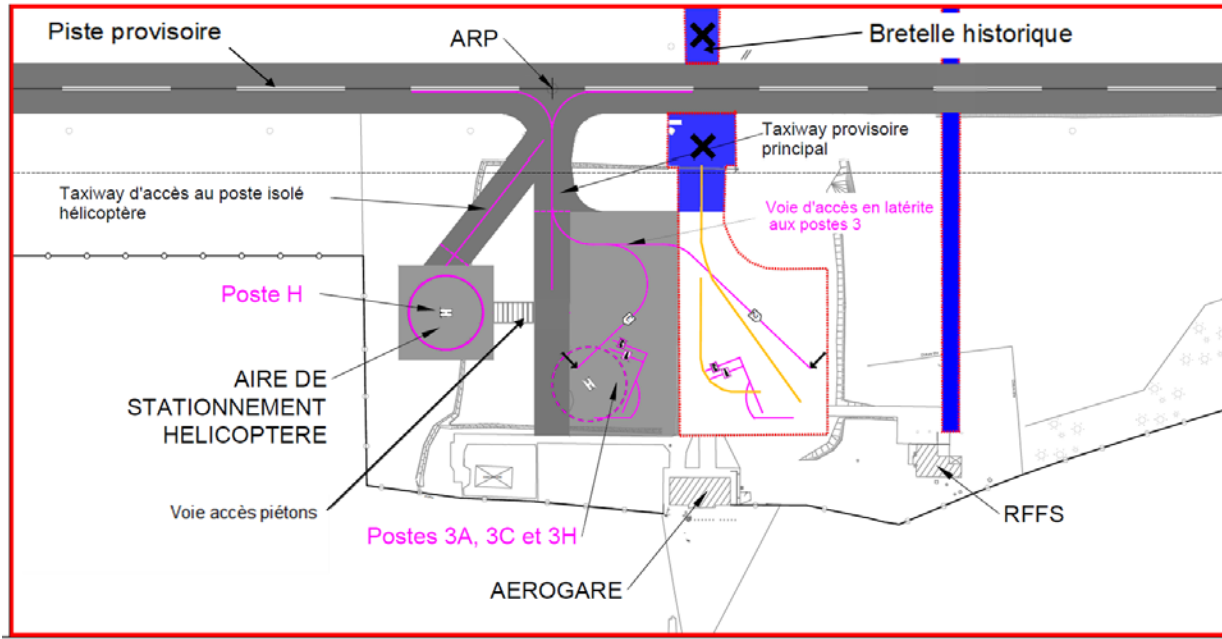 Piste provisoire
ARP
Bretelle historique
Taxiway provisoire
principal
Taxiway d'accès au poste isolé
hélicoptère
Voie d'accès en latérite
aux postes 3
Poste H
H
AIRE DE
STATIONNEMENT
HELICOPTERE
H
Voie accès piétons
Postes 3A, 3C et 3H
AEROGARE
RFFS